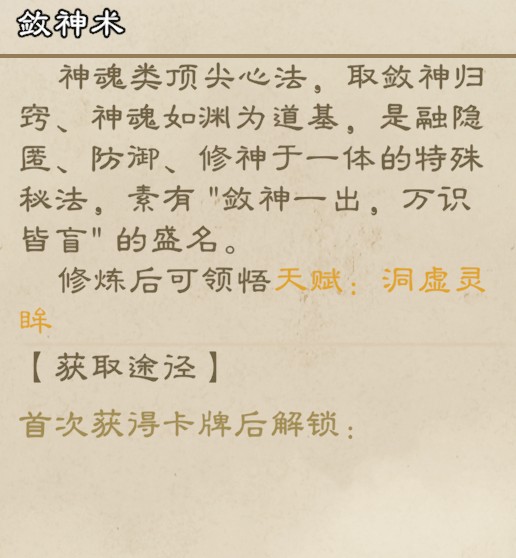 敛神术
神魂类顶尖心法，取敛神归
窍、神魂如渊为道基，是融隐
匿、防御、修神于一体的特殊
秘法，素有"敛神一出，万识
皆盲"的盛名。
修炼后可领悟天赋：洞虚灵
眸
【获取途径】
首次获得卡牌后解锁：